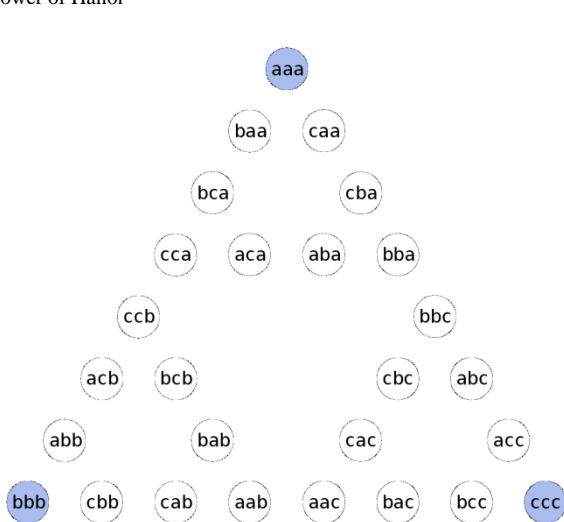 ower of Hanoi
aaa
baa caa
bca cba
cca aca aba bba
ccb bbc
acb bcb cbc abc
abb bab cac acc
bbb cbb cab aab aac bac bcc ccc